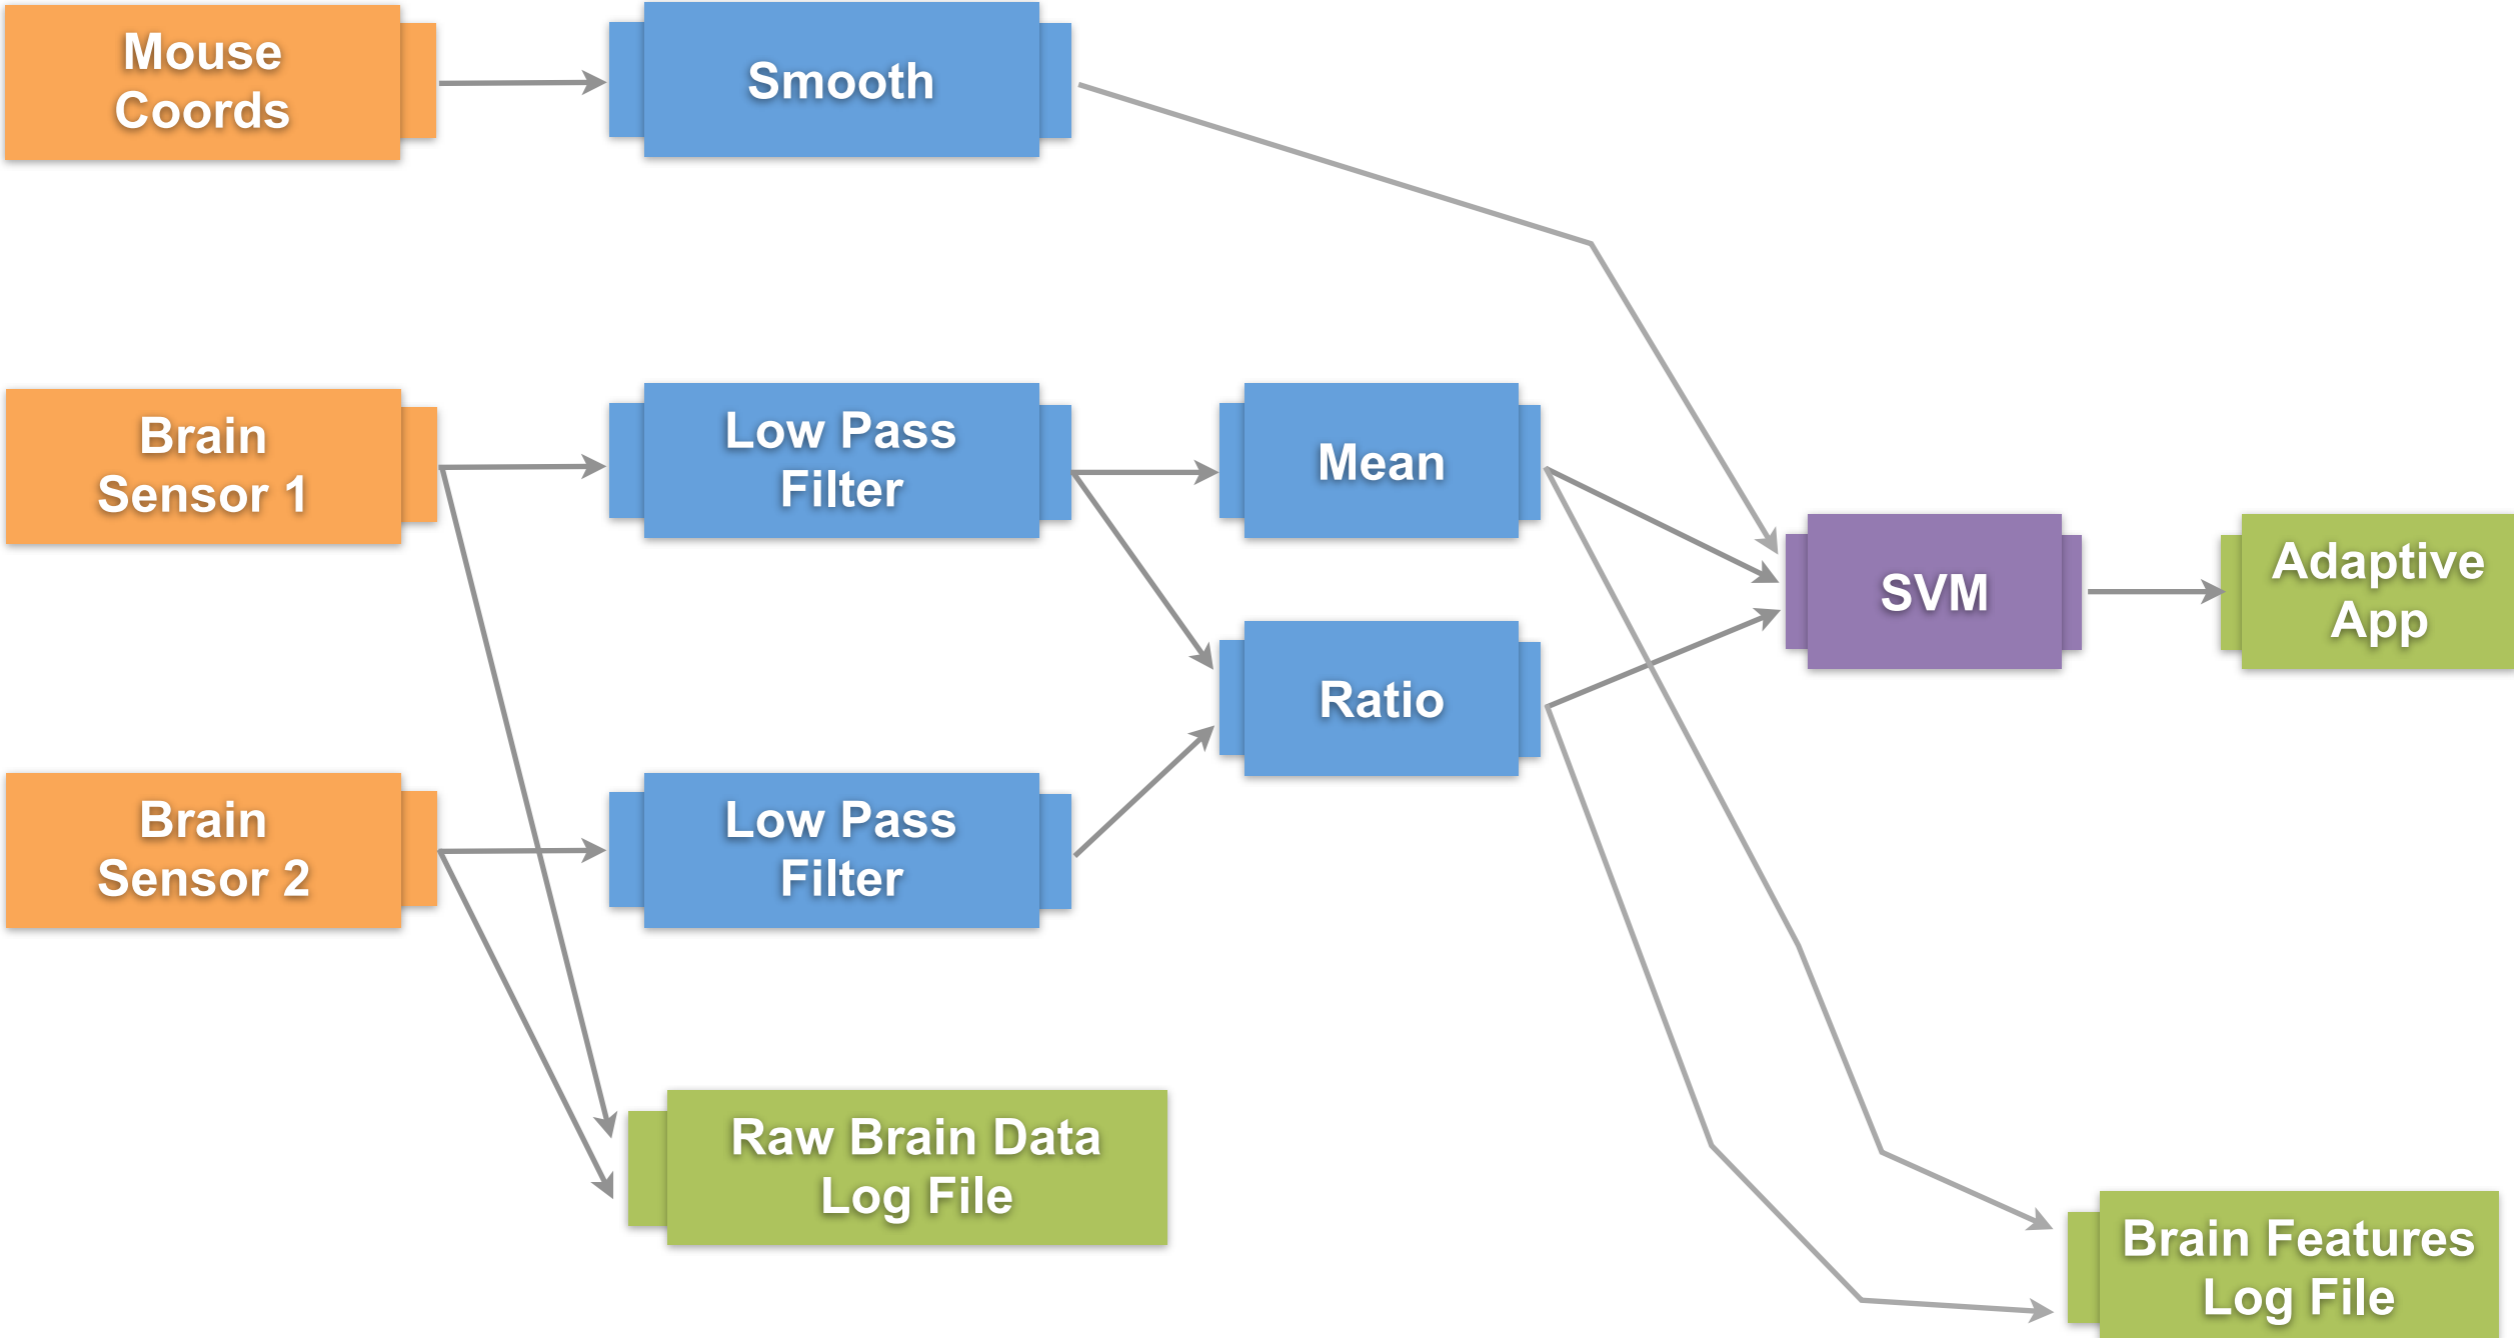 Mouse
Coords
Smooth
Brain
Sensor 1
Low Pass
Filter
Mean
SVM
Adaptive
App
Ratio
Brain
Sensor 2
Low Pass
Filter
Raw Brain Data
Log File
Brain Features
Log File